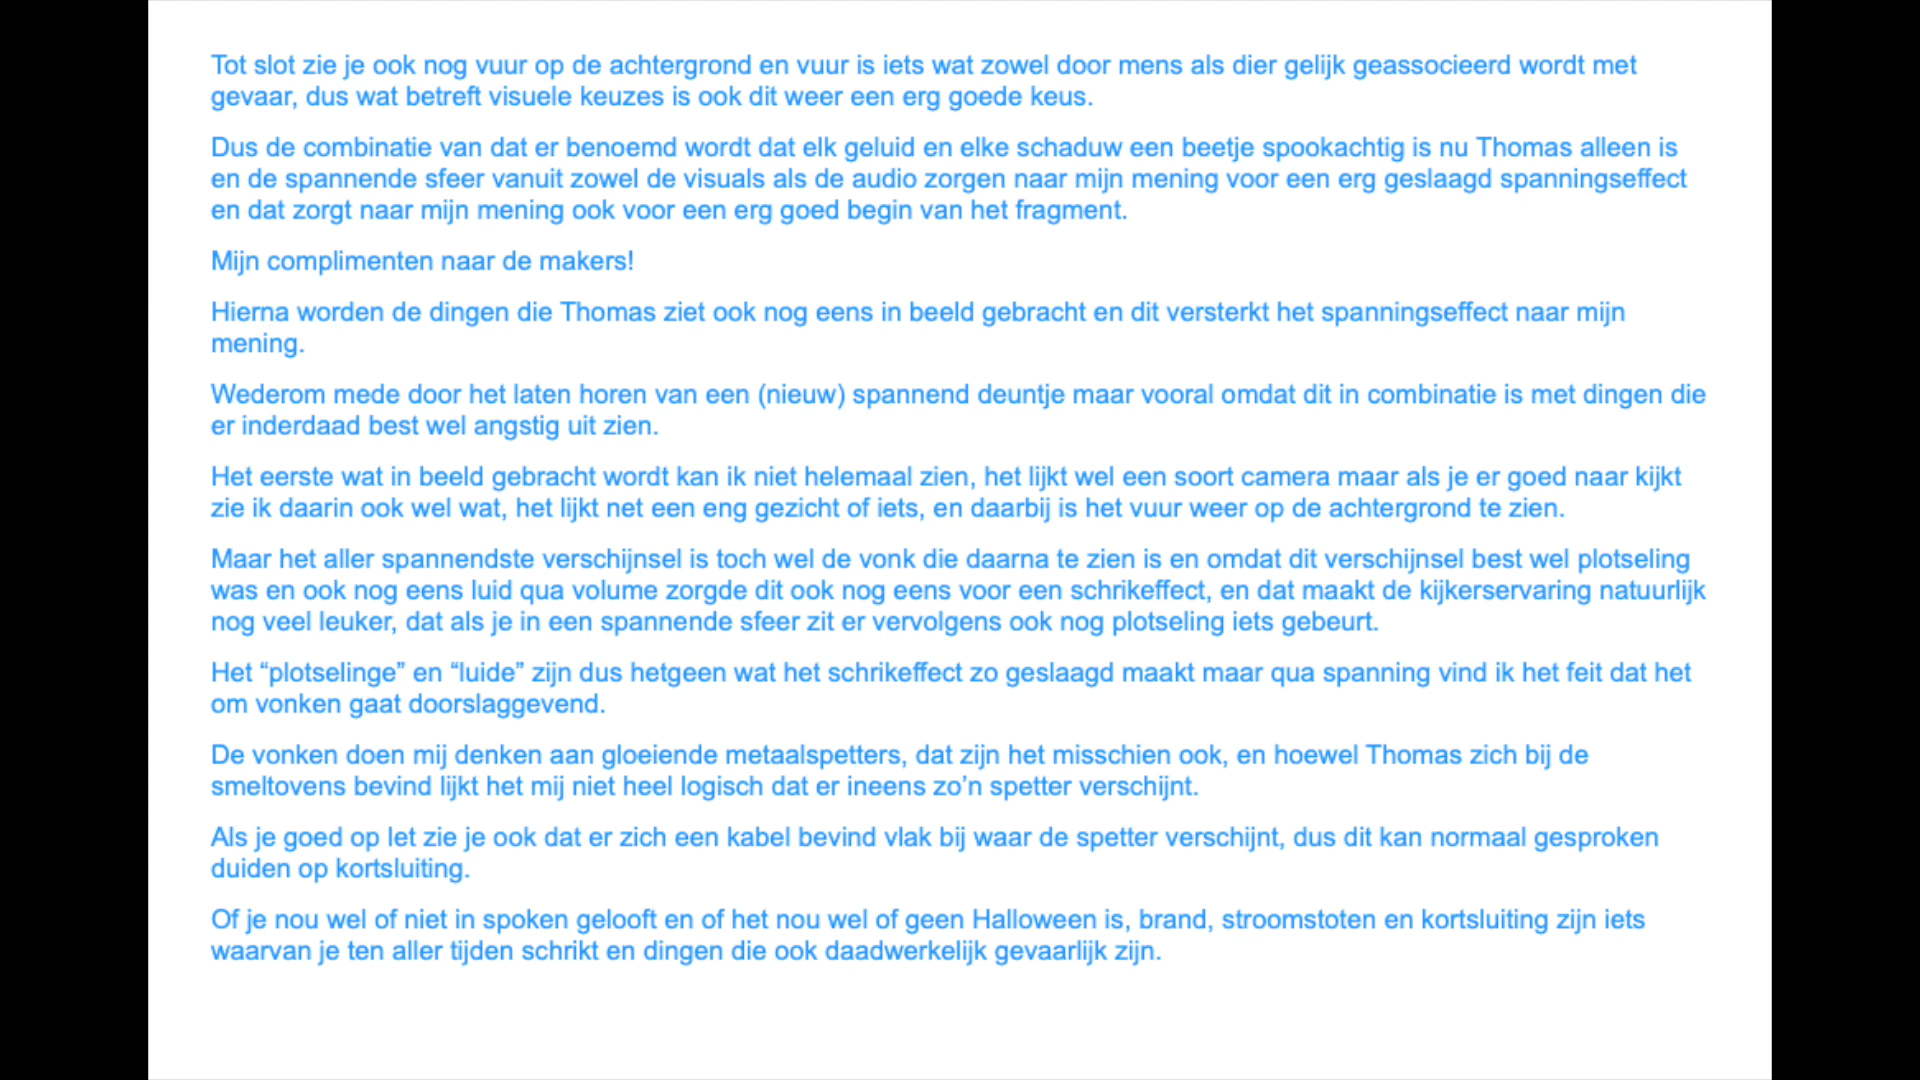 Tot slot zie je ook nog vuur op de achtergrond en vuur is iets wat zowel door mens als dier gelijk geassocieerd wordt met
gevaar, dus wat betreft visuele keuzes is ook dit weer een erg goede keus.
Dus de combinatie van dat er benoemd wordt dat elk geluid en elke schaduw een beetje spookachtig is nu Thomas alleen is
en de spannende sfeer vanuit zowel de visuals als de audio zorgen naar mijn mening voor een erg geslaagd spanningseffect
en dat zorgt naar mijn mening ook voor een erg goed begin van het fragment.
Mijn complimenten naar de makers!
Hierna worden de dingen die Thomas ziet ook nog eens in beeld gebracht en dit versterkt het spanningseffect naar mijn
mening.
Wederom mede door het laten horen van een (nieuw) spannend deuntje maar vooral omdat dit in combinatie is met dingen die
er inderdaad best wel angstig uit zien.
Het eerste wat in beeld gebracht wordt kan ik niet helemaal zien, het lijkt wel een soort camera maar als je er goed naar kijkt
zie ik daarin ook wel wat, het lijkt net een eng gezicht of iets, en daarbij is het vuur weer op de achtergrond te zien.
Maar het aller spannendste verschijnsel is toch wel de vonk die daarna te zien is en omdat dit verschijnsel best wel plotseling
was en ook nog eens luid qua volume zorgde dit ook nog eens voor een schrikeffect, en dat maakt de kijkerservaring natuurlijk
nog veel leuker, dat als je in een spannende sfeer zit er vervolgens ook nog plotseling iets gebeurt.
Het “plotselinge” en “luide” zijn dus hetgeen wat het schrikeffect zo geslaagd maakt maar qua spanning vind ik het feit dat het
om vonken gaat doorslaggevend.
De vonken doen mij denken aan gloeiende metaalspetters, dat zijn het misschien ook, en hoewel Thomas zich bij de
smeltovens bevind lijkt het mij niet heel logisch dat er ineens zo’n spetter verschijnt.
Als je goed op let zie je ook dat er zich een kabel bevind vlak bij waar de spetter verschijnt, dus dit kan normaal gesproken
duiden op kortsluiting.
Of je nou wel of niet in spoken gelooft en of het nou wel of geen Halloween is, brand, stroomstoten en kortsluiting zijn iets
waarvan je ten aller tijden schrikt en dingen die ook daadwerkelijk gevaarlijk zijn.